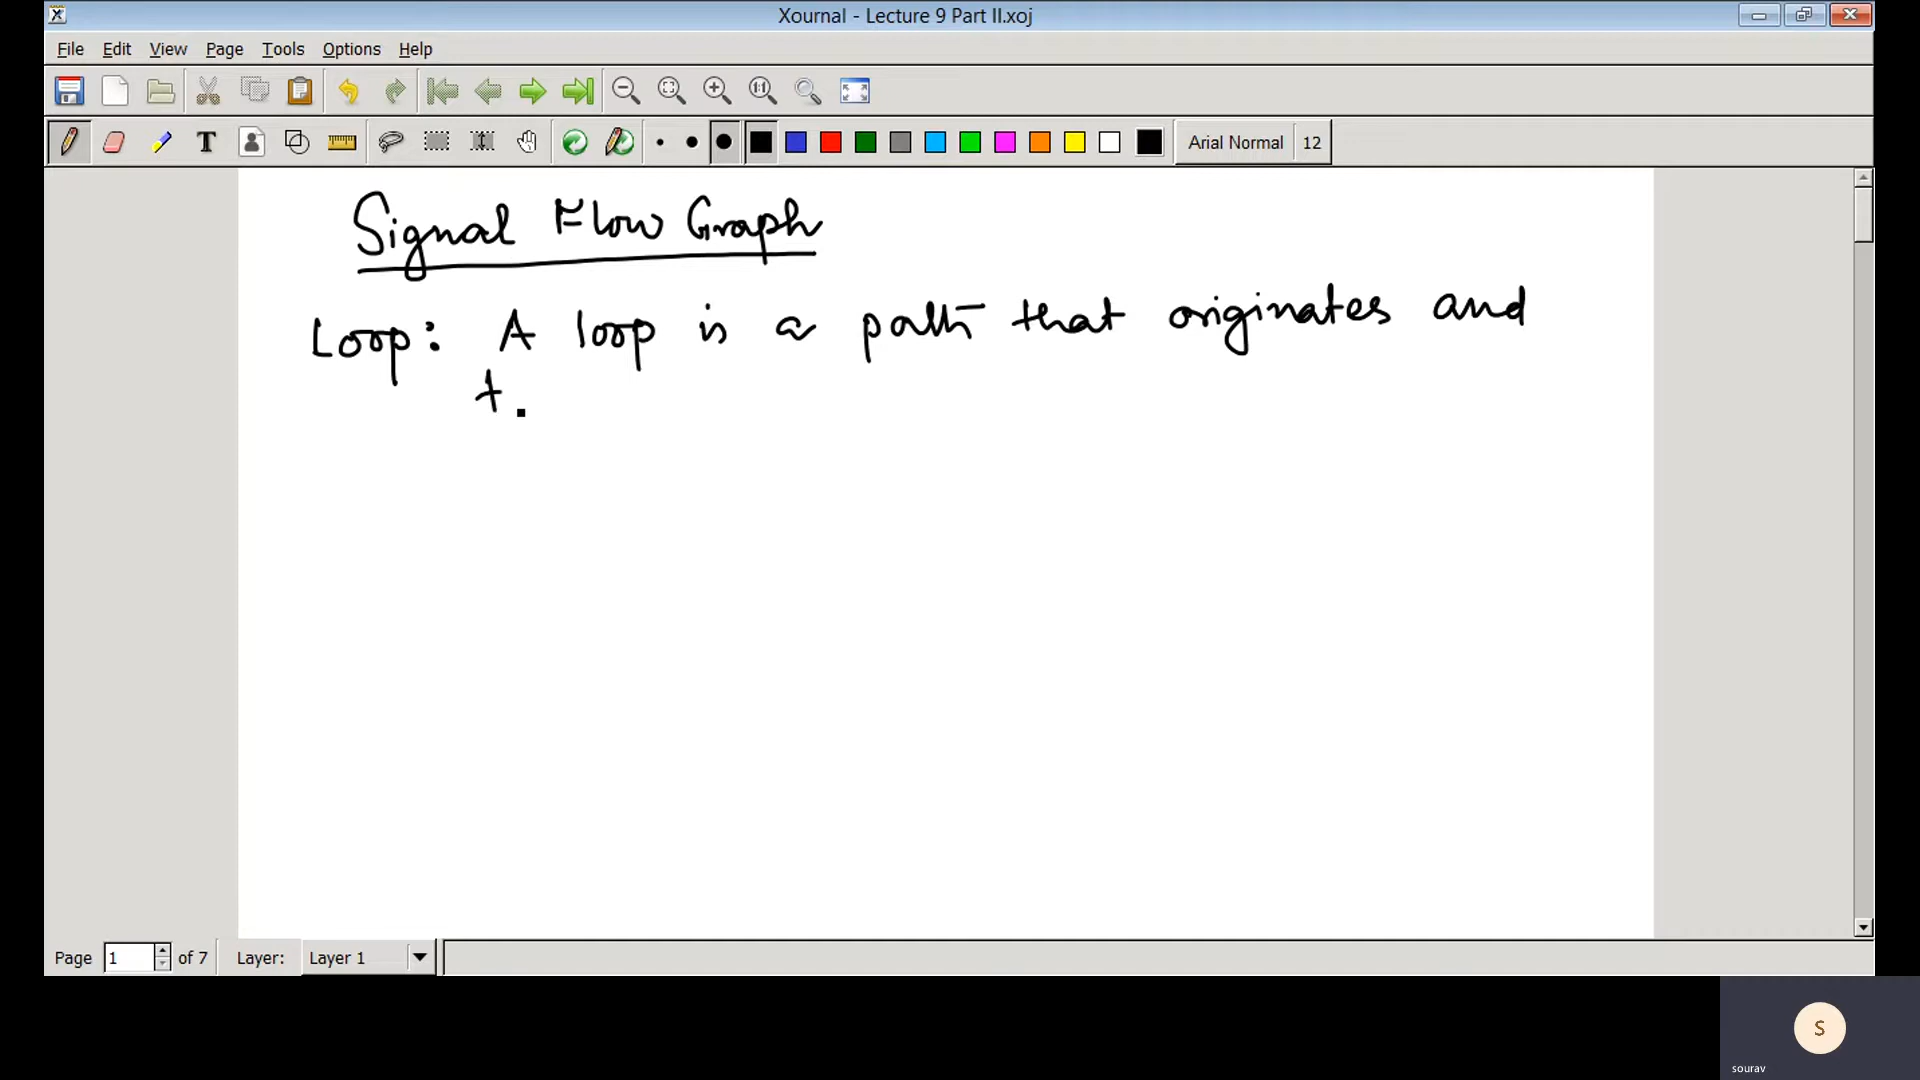 Xournal - Lecture 9 Part II.xoj
File Edit View Page Tools Options Help
Arial Normal 12
Signal Flow Graph
Loop: A loop is a path that originates and
t
Page 1 of 7 Layer: Layer 1
S
sourav